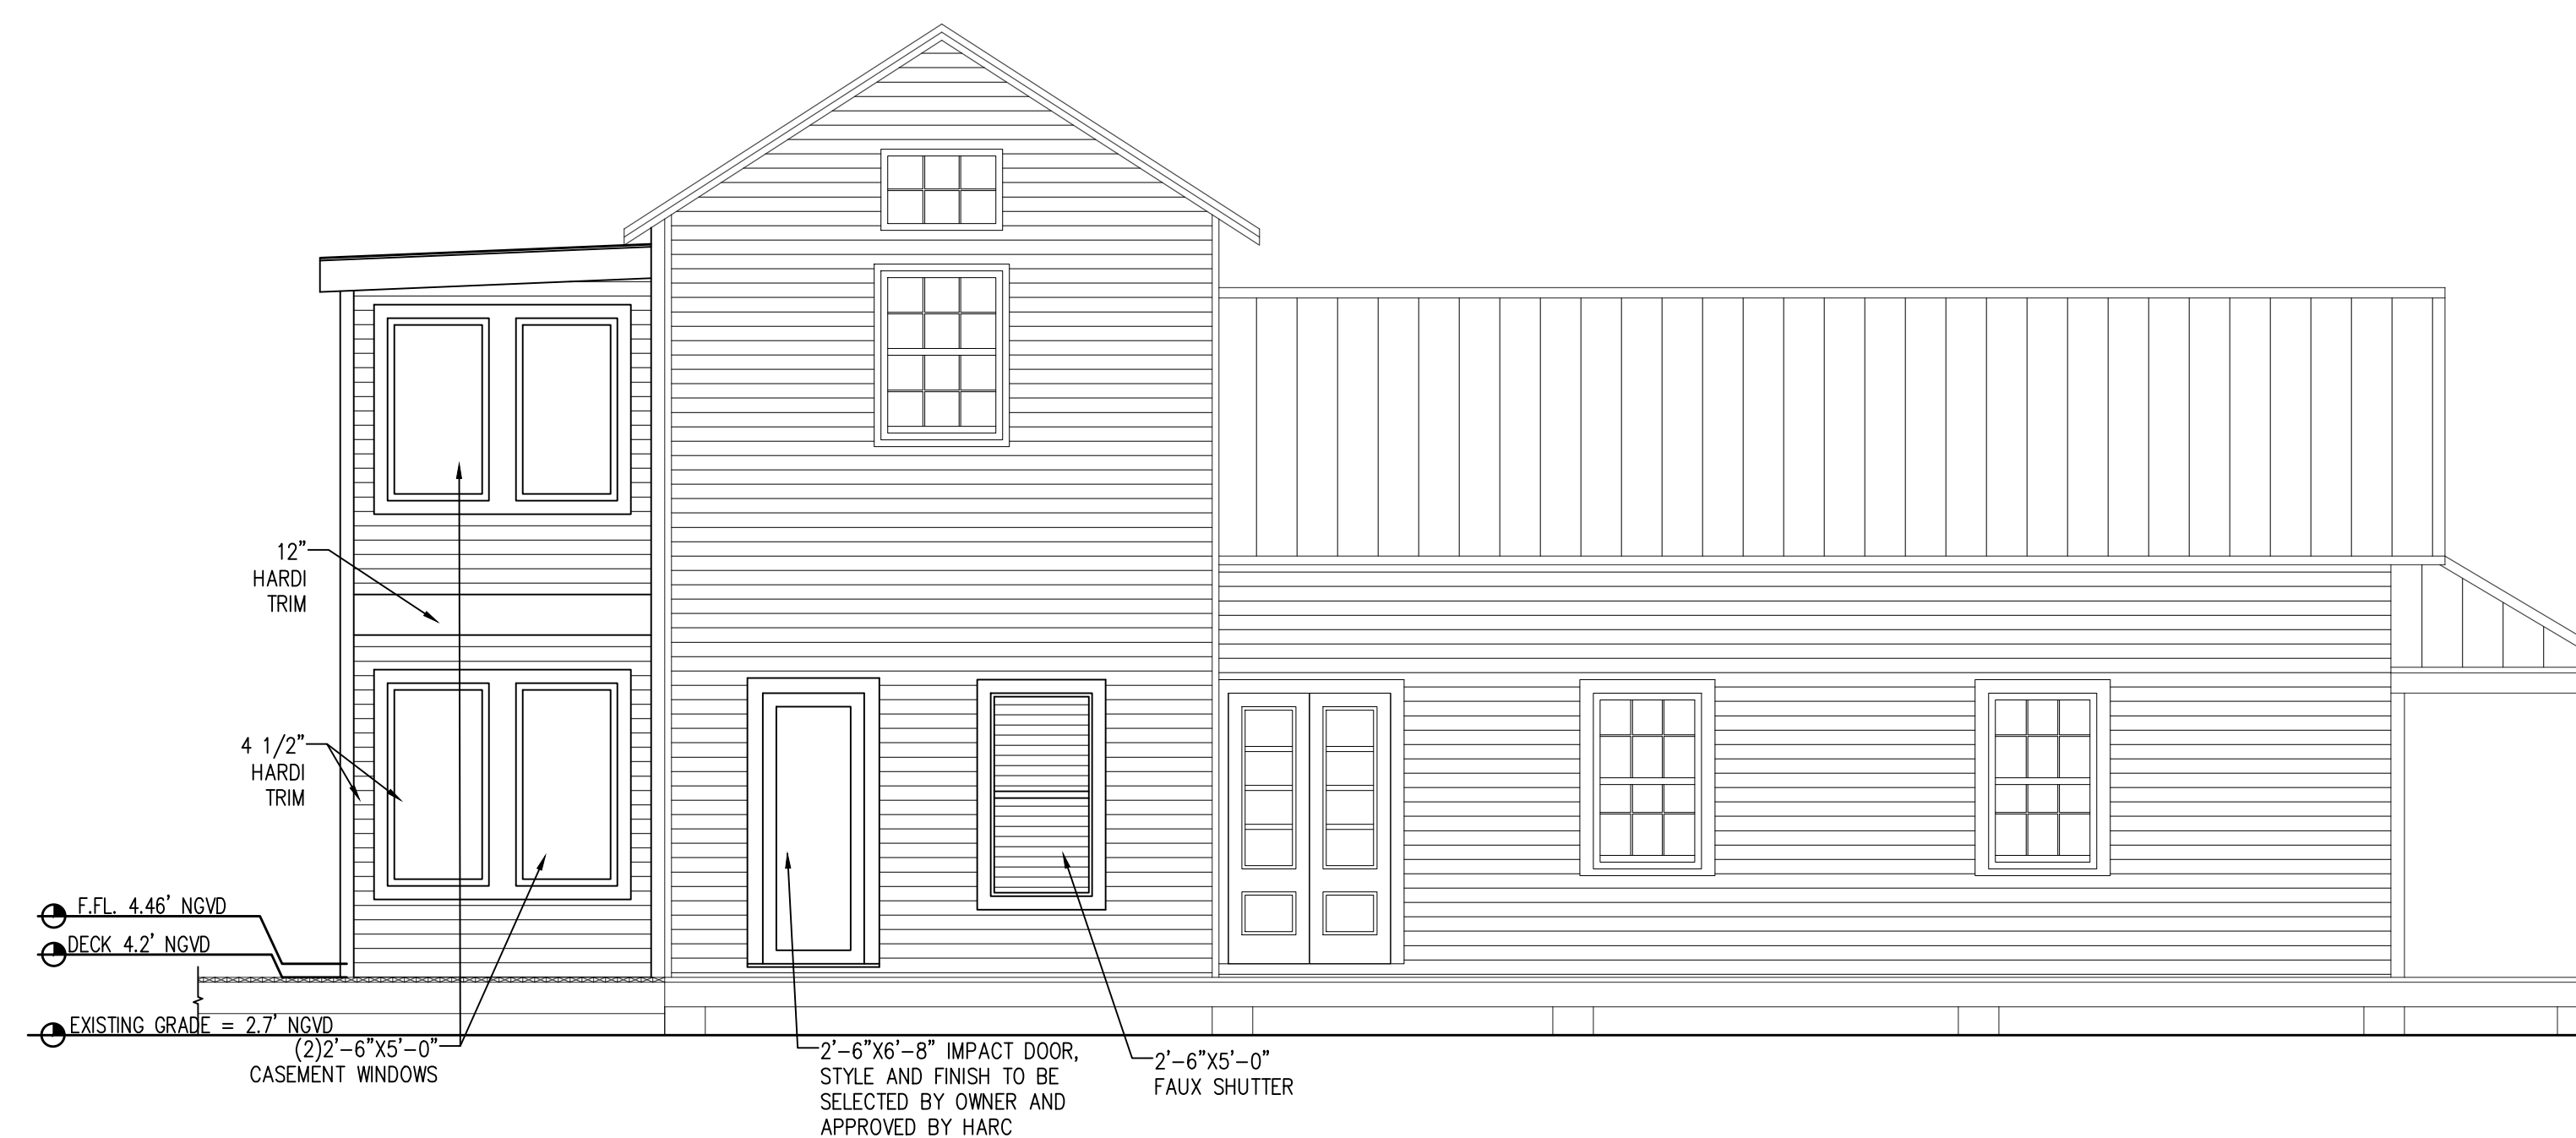 12"
HARDI
TRIM
4 1/2"
HARDI
TRIM
F.FL. 4.46' NGVD
DECK 4.2' NGVD
EXISTING GRADE = 2.7' NGVD
(2)2'-6"X5'-0"
CASEMENT WINDOWS
2'-6"X6'-8" IMPACT DOOR,
STYLE AND FINISH TO BE
SELECTED BY OWNER AND
APPROVED BY HARC
2'-6"X5'-0"
FAUX SHUTTER